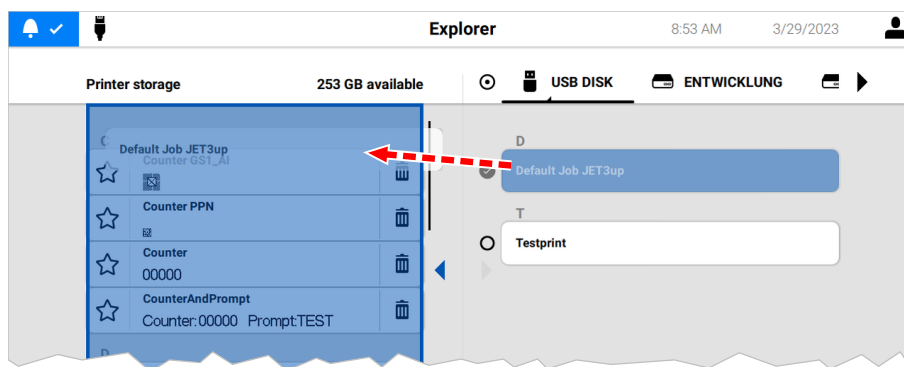 Explorer
8:53 AM
3/29/2023
Printer storage
253 GB available
USB DISK
ENTWICKLUNG
C
Default Job JET3up
Counter GS1_AI
Counter PPN
Counter
00000
CounterAndPrompt
Counter:00000 Prompt:TEST
D
D
Default Job JET3up
T
Testprint